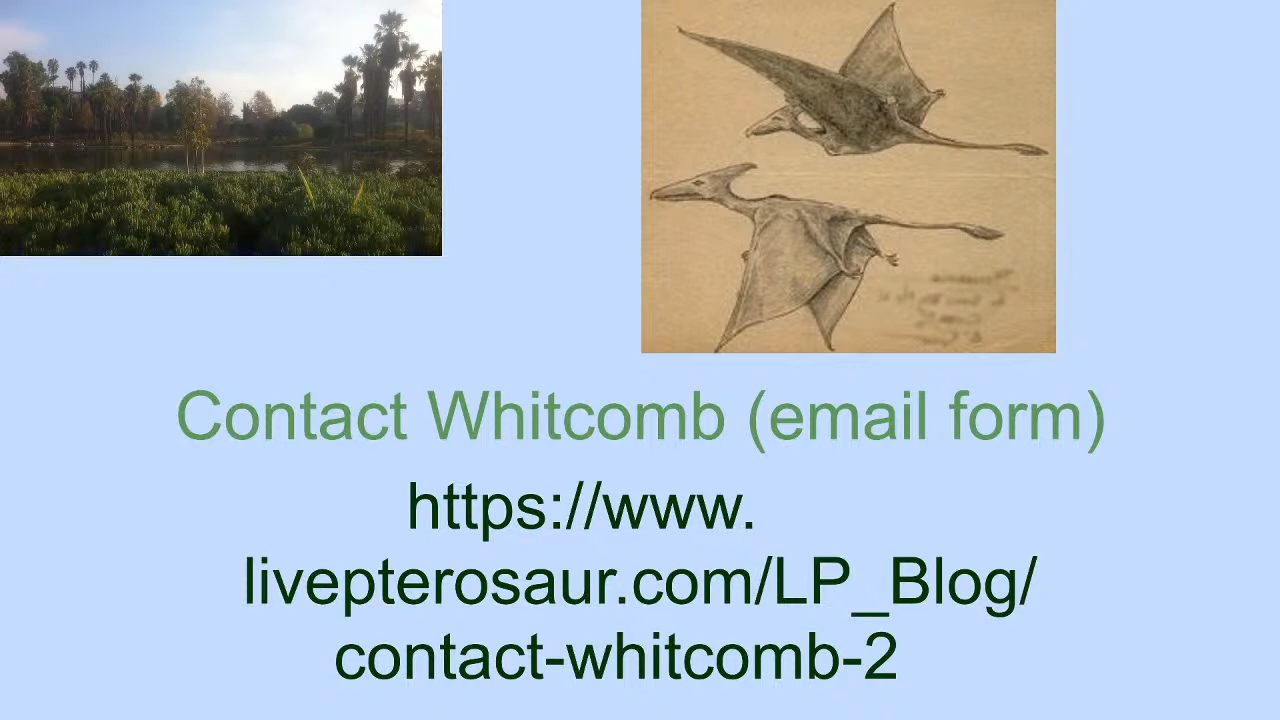 Contact Whitcomb (email form)
https://www.
livepterosaur.com/LP_Blog/
contact-whitcomb-2